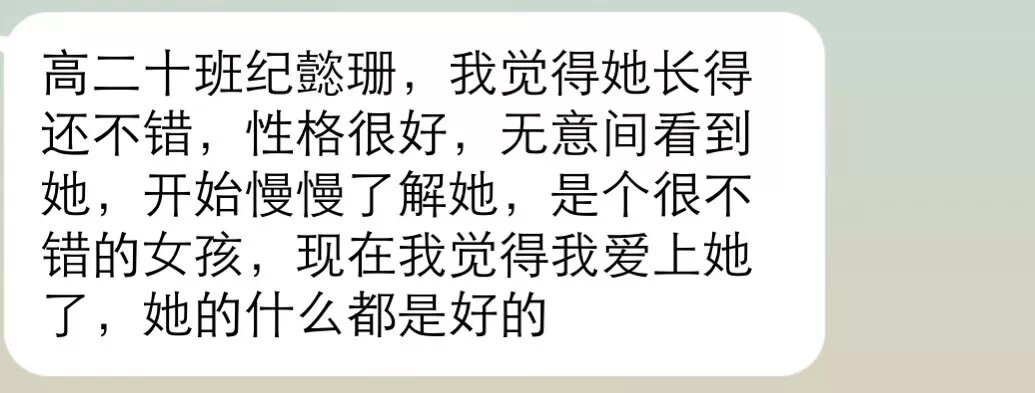 高二十班纪懿珊，我觉得她长得
还不错，性格很好，无意间看到
她，开始慢慢了解她，是个很不
错的女孩，现在我觉得我爱上她
了，她的什么都是好的